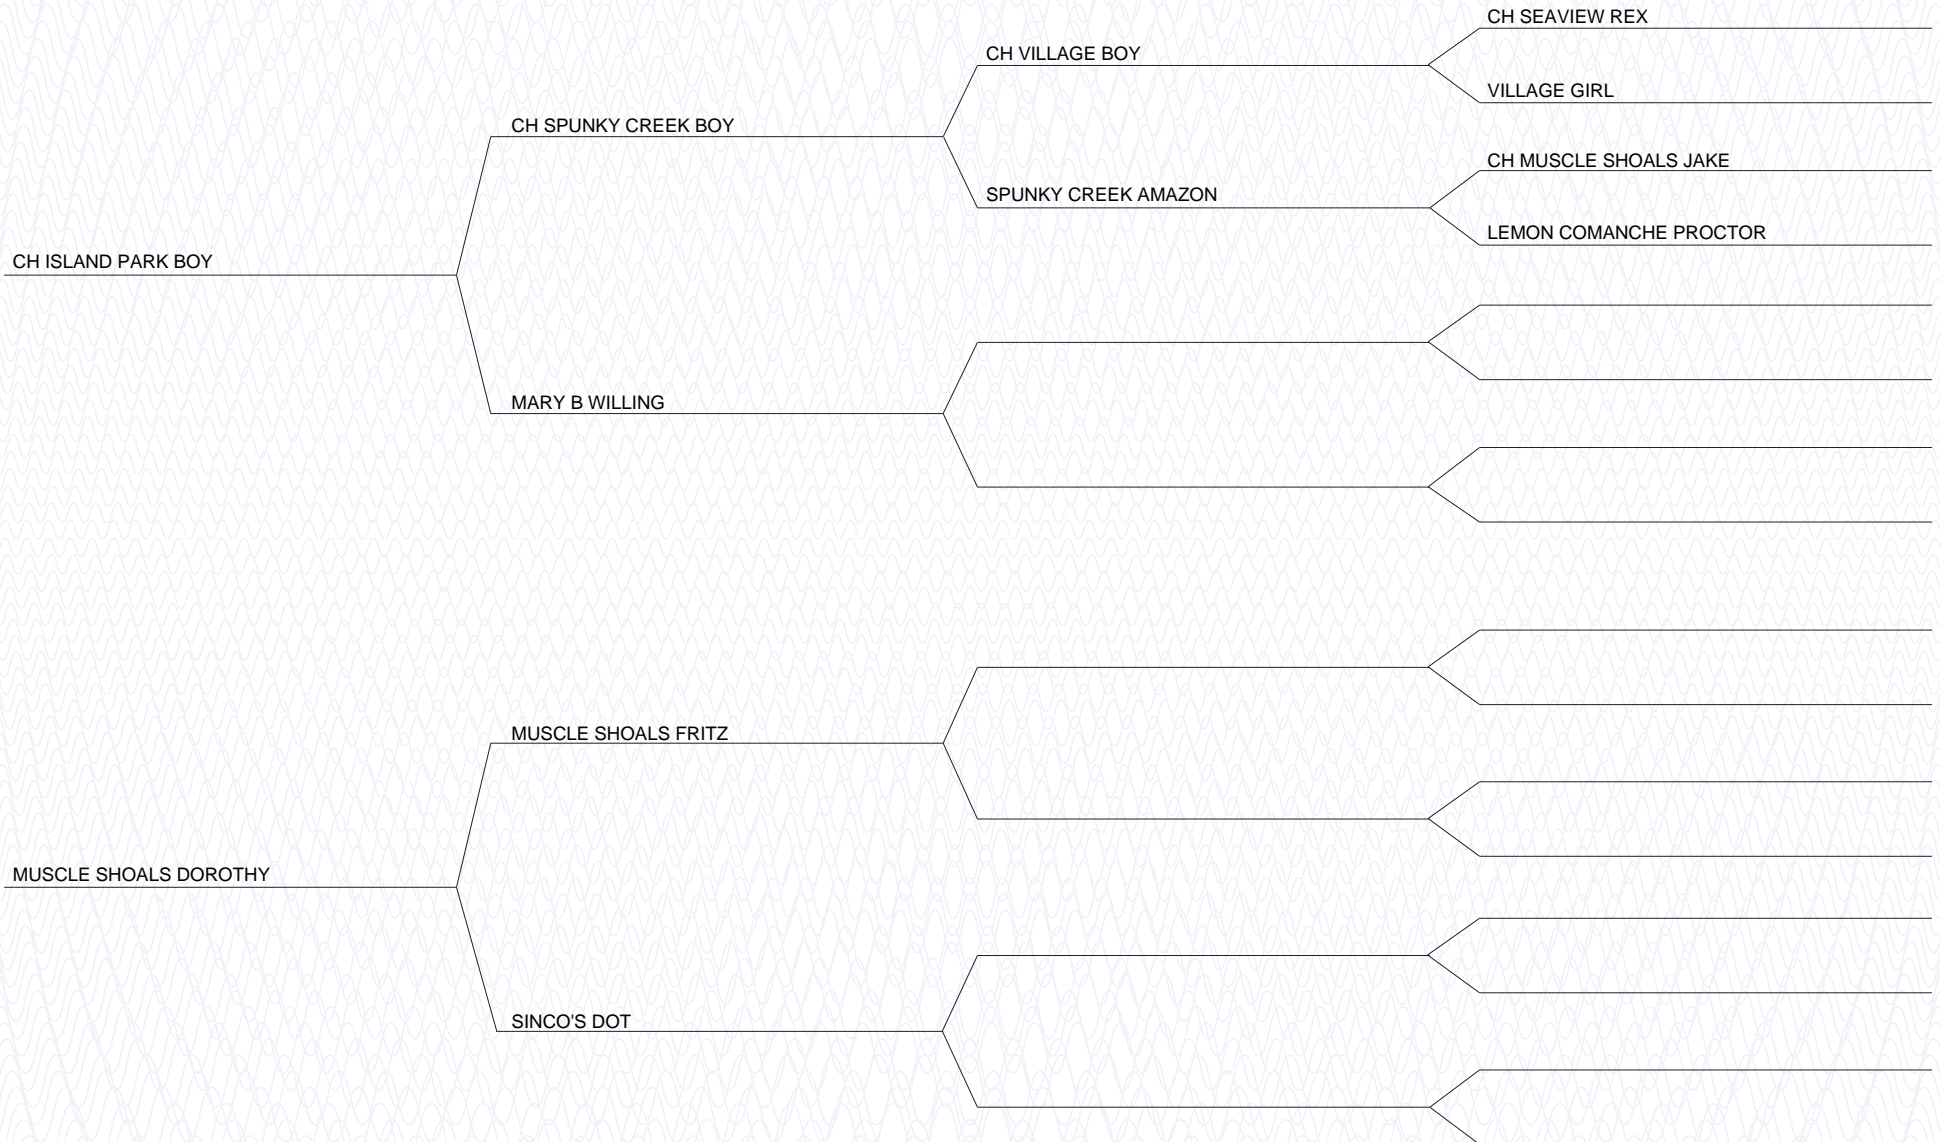 CH SEAVIEW REX
CH VILLAGE BOY
VILLAGE GIRL
CH SPUNKY CREEK BOY
CH MUSCLE SHOALS JAKE
SPUNKY CREEK AMAZON
LEMON COMANCHE PROCTOR
CH ISLAND PARK BOY
MARY B WILLING
MUSCLE SHOALS FRITZ
MUSCLE SHOALS DOROTHY
SINCO'S DOT